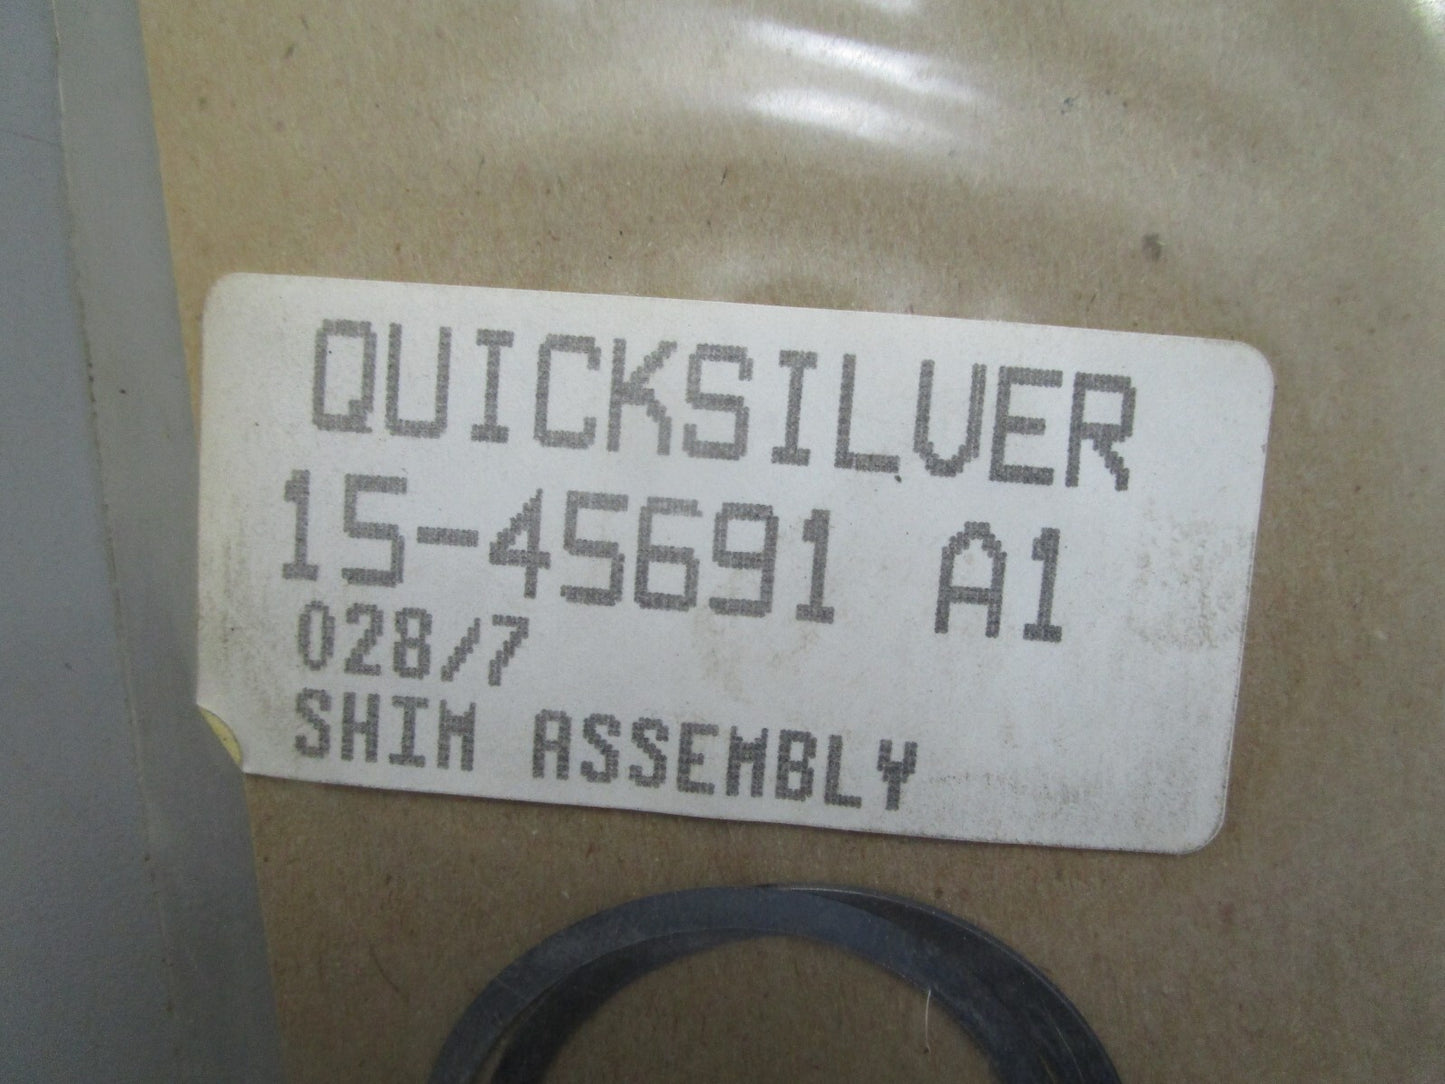 QUICKSILVER
15-45691 A1
028/7
SHIM ASSEMBLY